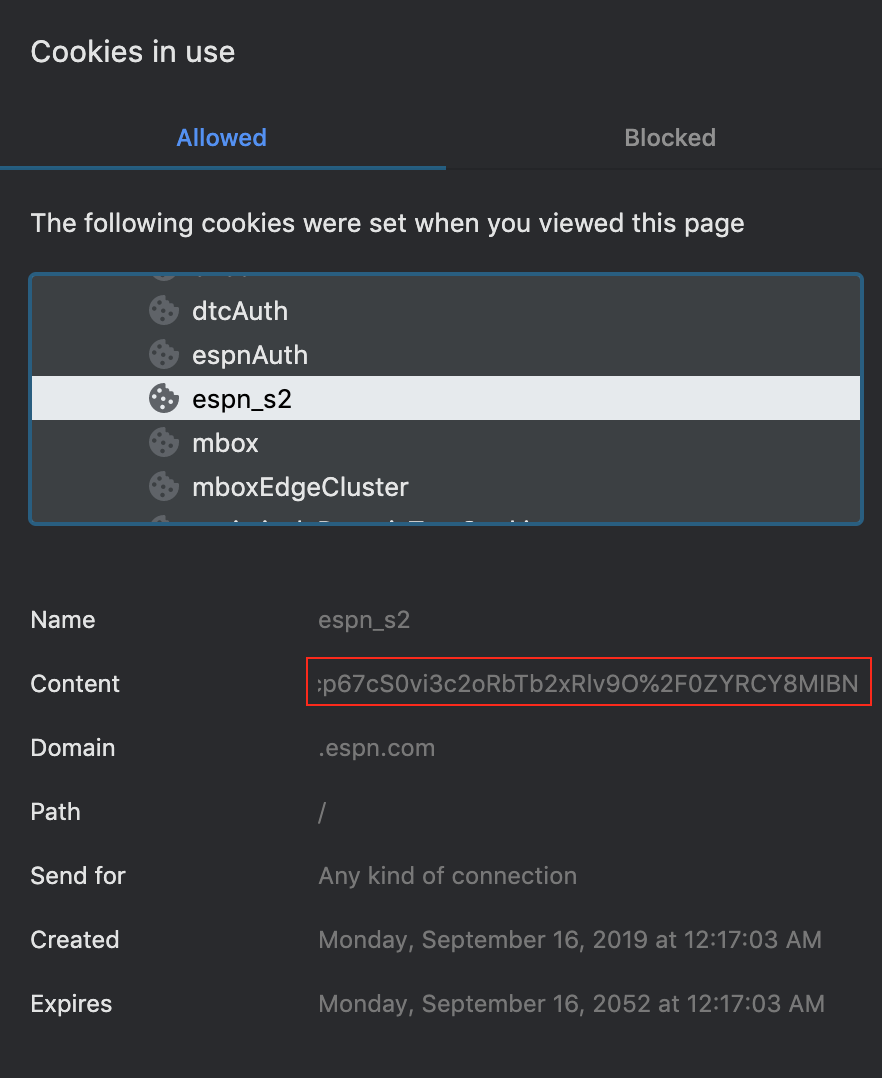 Cookies in use
Allowed Blocked
The following cookies were set when you viewed this page
dtcAuth
espnAuth
espn_s2
mbox
mboxEdgeCluster
Name espn_s2
Content p67cS0vi3c2oRbTb2xRlv9O%2F0ZYRCY8MIBN
Domain .espn.com
Path /
Send for Any kind of connection
Created Monday, September 16, 2019 at 12:17:03 AM
Expires Monday, September 16, 2052 at 12:17:03 AM